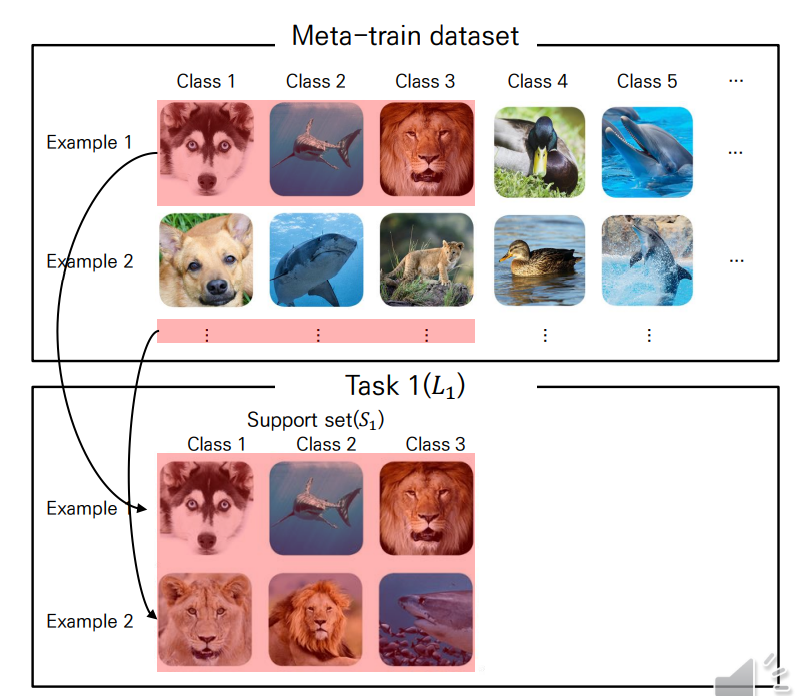 Meta-train dataset
Class 1 Class 2 Class 3 Class 4 Class 5 ...
Example 1 ...
Example 2 ...
⋮ ⋮ ⋮ ⋮ ⋮
Task 1(L₁)
Support set(S₁)
Class 1 Class 2 Class 3
Example 1
Example 2